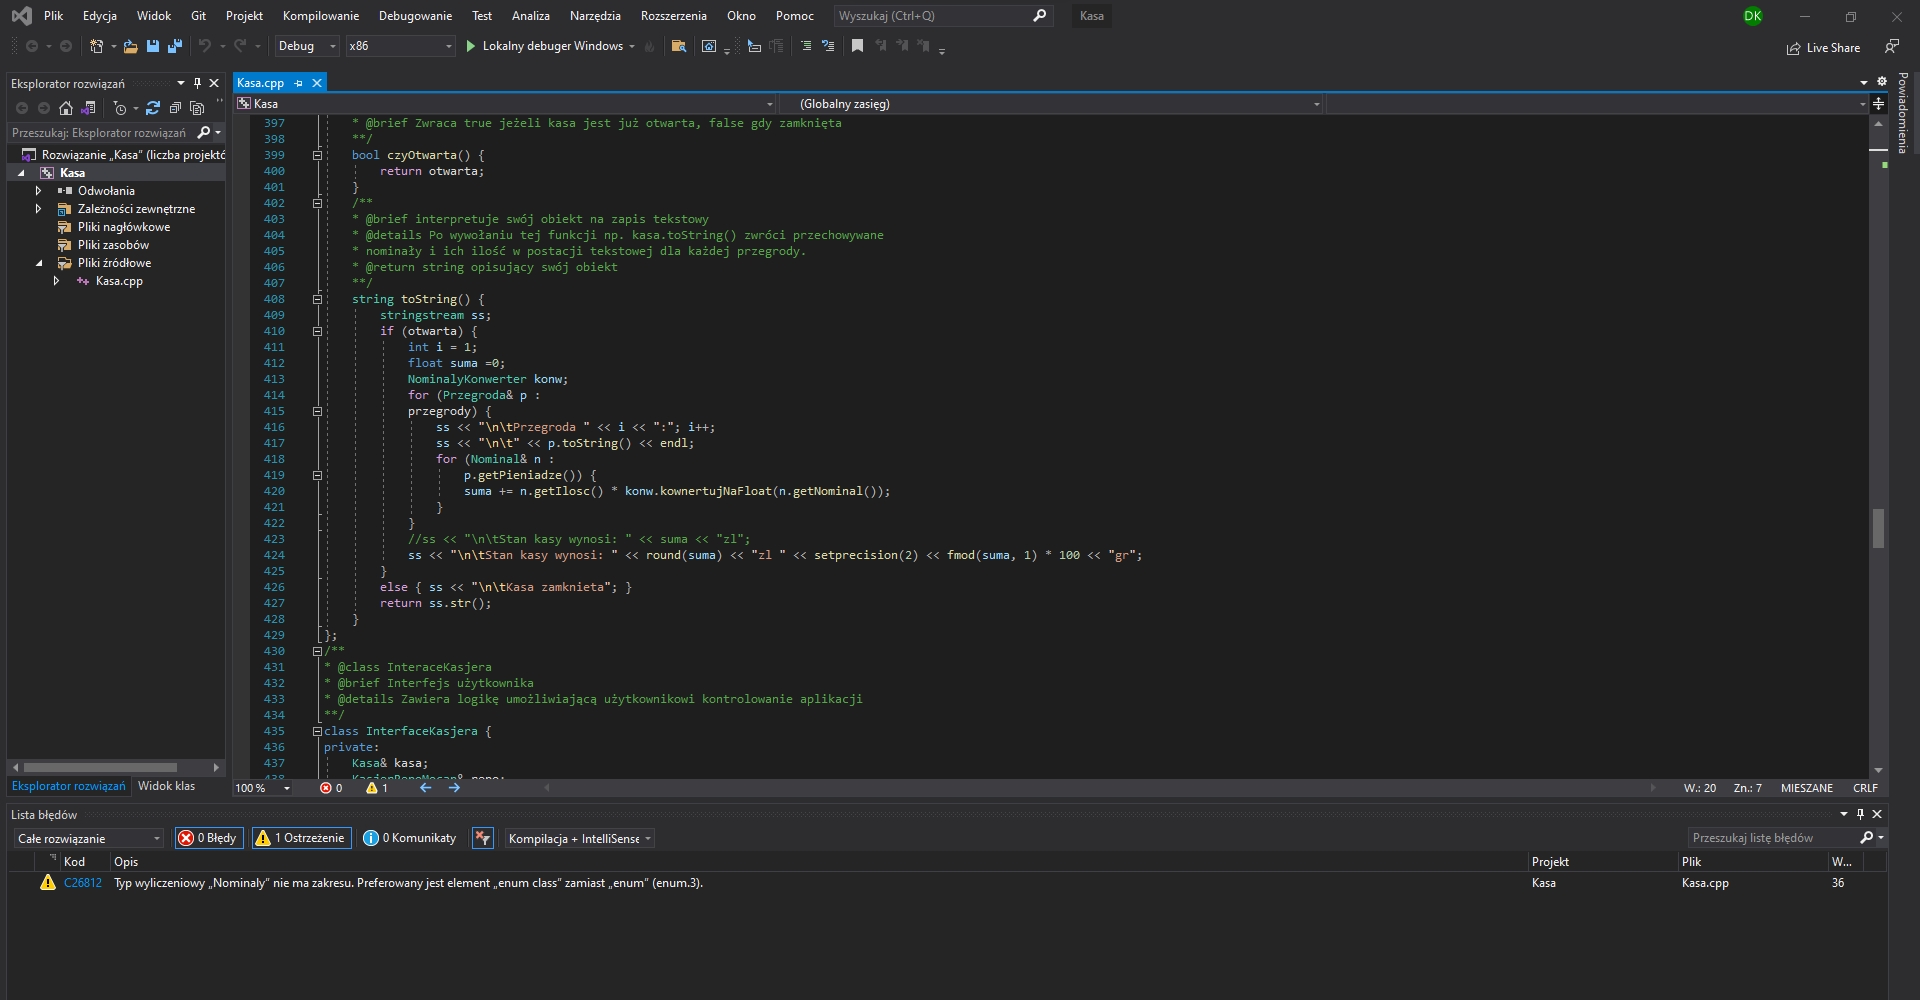 Plik Edycja Widok Git Projekt Kompilowanie Debugowanie Test Analiza Narzędzia Rozszerzenia Okno Pomoc Wyszukaj (Ctrl+Q) Kasa DK
Debug x86 Lokalny debuger Windows Live Share
Eksplorator rozwiązań
Przeszukaj: Eksplorator rozwiązań
Rozwiązanie „Kasa” (liczba projektó
Kasa
Odwołania
Zależności zewnętrzne
Pliki nagłówkowe
Pliki zasobów
Pliki źródłowe
Kasa.cpp
Eksplorator rozwiązań Widok klas
Kasa.cpp
Kasa (Globalny zasięg)
397 * @brief Zwraca true jeżeli kasa jest już otwarta, false gdy zamknięta
398 **/
399 bool czyOtwarta() {
400 return otwarta;
401 }
402 /**
403 * @brief interpretuje swój obiekt na zapis tekstowy
404 * @details Po wywołaniu tej funkcji np. kasa.toString() zwróci przechowywane
405 * nominały i ich ilość w postacji tekstowej dla każdej przegrody.
406 * @return string opisujący swój obiekt
407 **/
408 string toString() {
409 stringstream ss;
410 if (otwarta) {
411 int i = 1;
412 float suma =0;
413 NominalyKonwerter konw;
414 for (Przegroda& p :
415 przegrody) {
416 ss << "\n\tPrzegroda " << i << ":"; i++;
417 ss << "\n\t" << p.toString() << endl;
418 for (Nominal& n :
419 p.getPieniadze()) {
420 suma += n.getIlosc() * konw.kownertujNaFloat(n.getNominal());
421 }
422 }
423 //ss << "\n\tStan kasy wynosi: " << suma << "zl";
424 ss << "\n\tStan kasy wynosi: " << round(suma) << "zl " << setprecision(2) << fmod(suma, 1) * 100 << "gr";
425 }
426 else { ss << "\n\tKasa zamknieta"; }
427 return ss.str();
428 }
429 };
430 /**
431 * @class InteraceKasjera
432 * @brief Interfejs użytkownika
433 * @details Zawiera logikę umożliwiającą użytkownikowi kontrolowanie aplikacji
434 **/
435 class InterfaceKasjera {
436 private:
437 Kasa& kasa;
100 % 0 1 W.: 20 Zn.: 7 MIESZANE CRLF
Powiadomienia
Lista błędów
Całe rozwiązanie 0 Błędy 1 Ostrzeżenie 0 Komunikaty Kompilacja + IntelliSense Przeszukaj listę błędów
Kod Opis Projekt Plik W...
C26812 Typ wyliczeniowy „Nominaly” nie ma zakresu. Preferowany jest element „enum class” zamiast „enum” (enum.3). Kasa Kasa.cpp 36